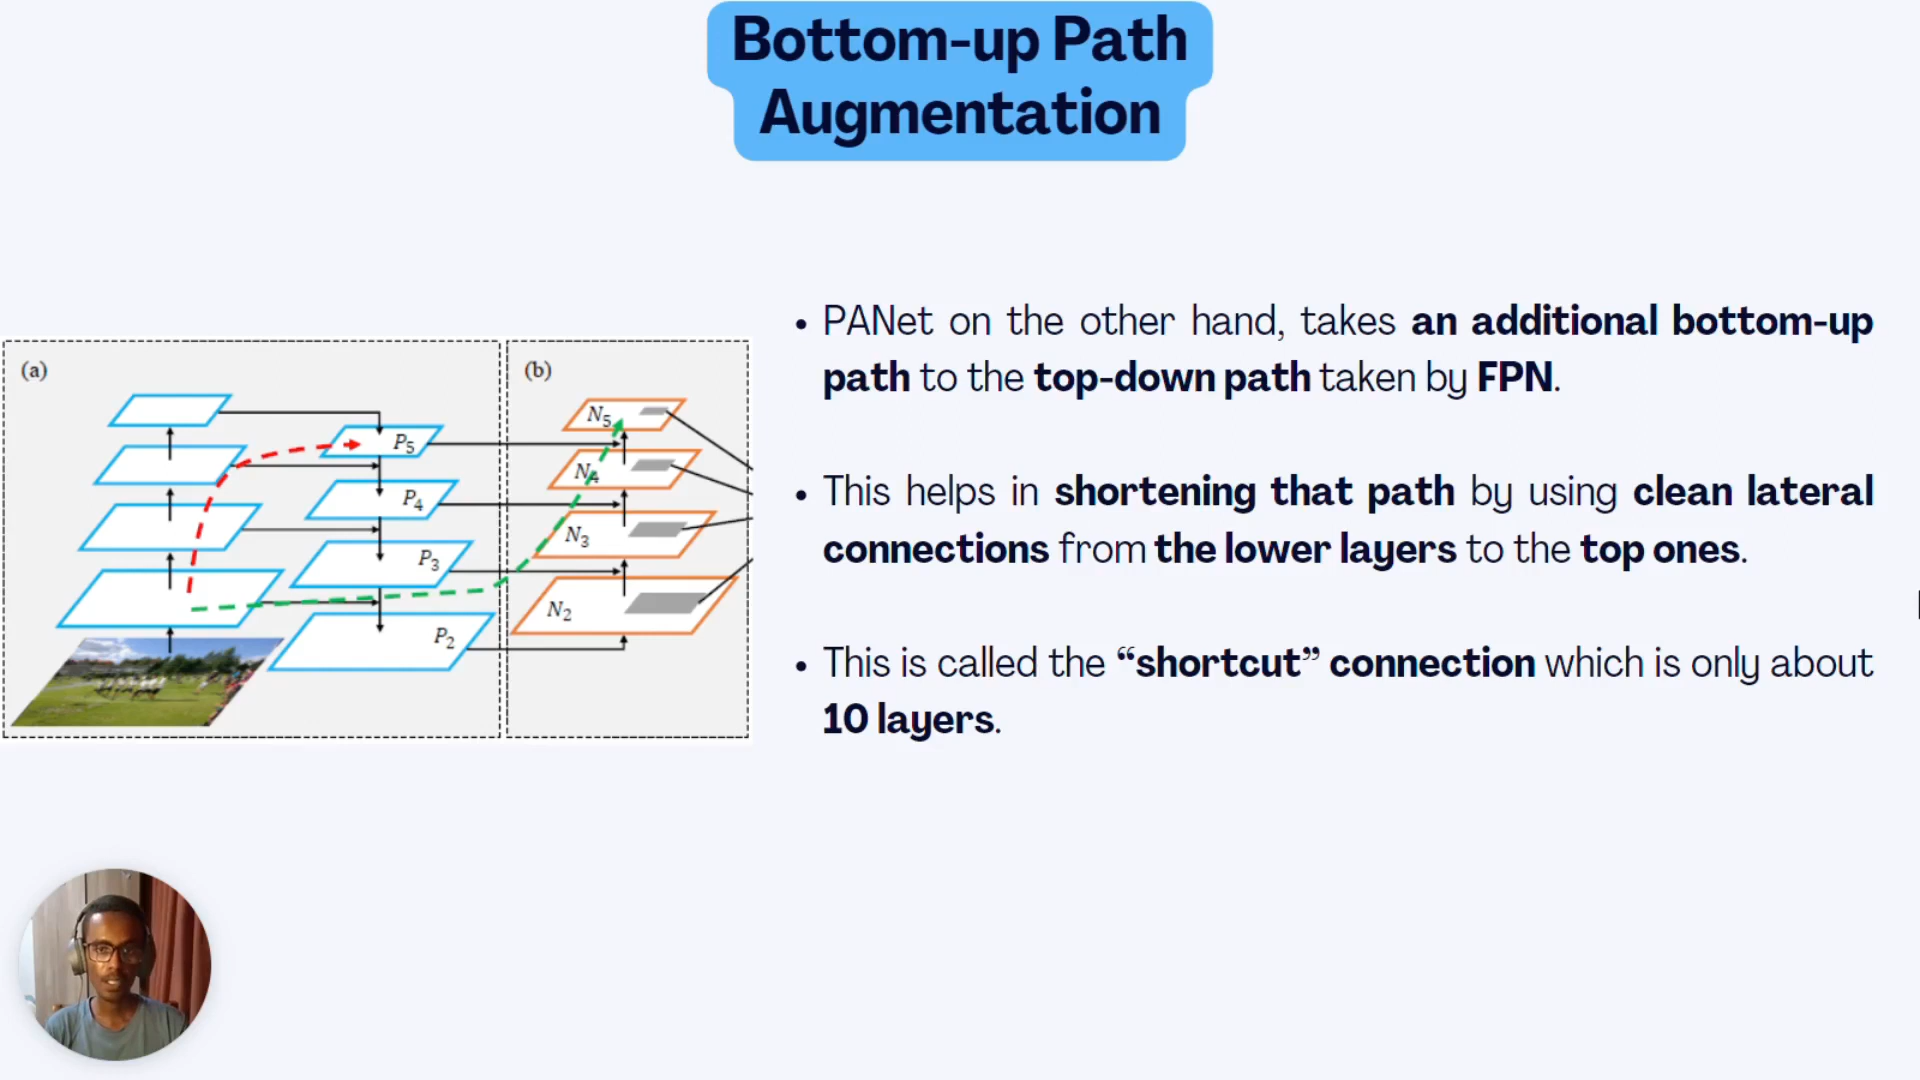 Bottom-up Path
Augmentation
(a)
(b)
P5
P4
P3
P2
N5
N4
N3
N2
• PANet on the other hand, takes an additional bottom-up
path to the top-down path taken by FPN.
• This helps in shortening that path by using clean lateral
connections from the lower layers to the top ones.
• This is called the “shortcut” connection which is only about
10 layers.